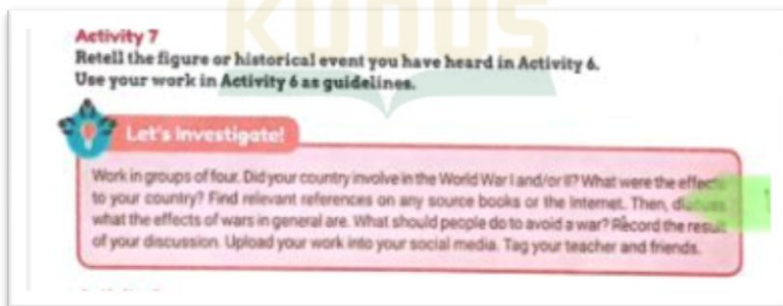 KUDUS
Activity 7
Retell the figure or historical event you have heard in Activity 6.
Use your work in Activity 6 as guidelines.
Let's Investigate!
Work in groups of four. Did your country involve in the World War I and/or II? What were the effects
to your country? Find relevant references on any source books or the Internet. Then, discuss
what the effects of wars in general are. What should people do to avoid a war? Record the result
of your discussion. Upload your work into your social media. Tag your teacher and friends.